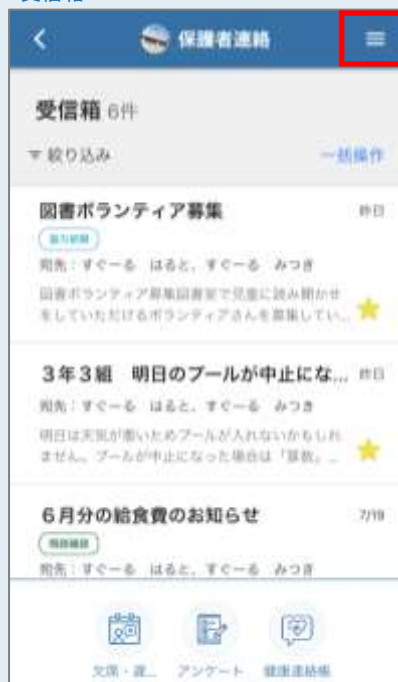 保護者連絡
受信箱 6件
絞り込み
一括操作
図書ボランティア募集
昨日
宛先：すぐーる はると、すぐーる みつき
図書ボランティア募集図書室で児童に読み聞かせ
をしていただけるボランティアさんを募集してい...
3年3組 明日のプールが中止にな...
昨日
宛先：すぐーる はると、すぐーる みつき
明日は天気が悪いためプールが入れないかもしれ
ません。プールが中止になった場合は「算数」...
6月分の給食費のお知らせ
7/19
宛先：すぐーる はると、すぐーる みつき
欠席・遅...
アンケート
健康連絡帳